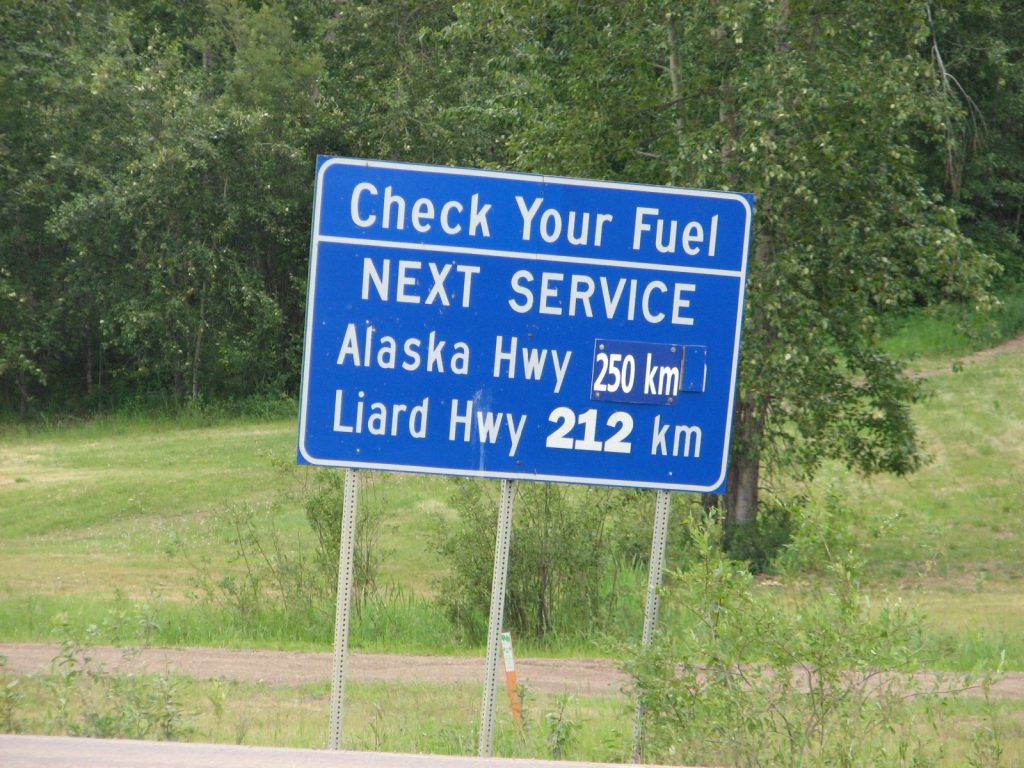 Check Your Fuel
NEXT SERVICE
Alaska Hwy 250 km
Liard Hwy 212 km